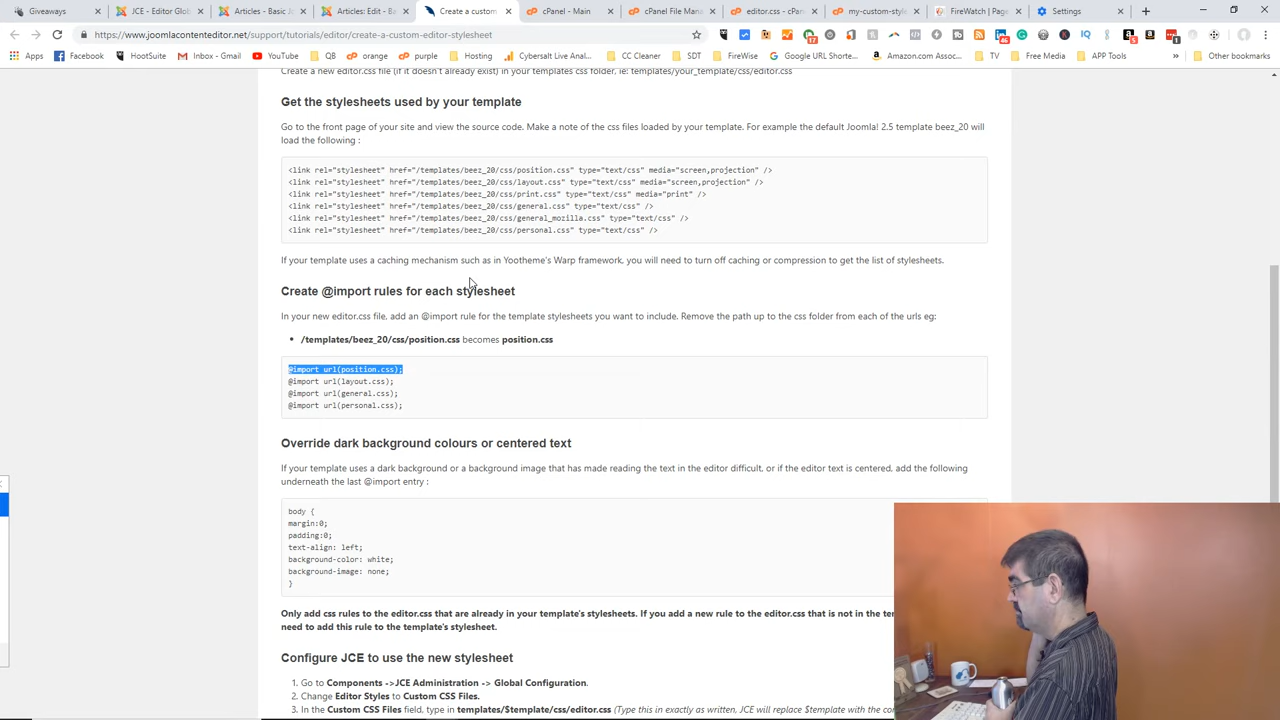 Giveaways
JCE - Editor Glob
Articles - Basic Jo
Articles: Edit - Ba
Create a custom
cPanel - Main
cPanel File Mana
editor.css - cPan
my-custom-style
FireWatch | Page
Settings
https://www.joomlacontenteditor.net/support/tutorials/editor/create-a-custom-editor-stylesheet
Apps
HootSuite
Inbox - Gmail
YouTube
QB
orange
purple
Hosting
Cybersalt Live Anal...
CC Cleaner
SDT
FireWise
Google URL Shorte...
Amazon.com Assoc...
TV
Free Media
APP Tools
Other bookmarks
Create a new editor.css file (if it doesn't already exist) in your templates css folder, ie: templates/your_template/css/editor.css
Get the stylesheets used by your template
Go to the front page of your site and view the source code. Make a note of the css files loaded by your template. For example the default Joomla! 2.5 template beez_20 will
load the following :
<link rel="stylesheet" href="/templates/beez_20/css/position.css" type="text/css" media="screen,projection" />
<link rel="stylesheet" href="/templates/beez_20/css/layout.css" type="text/css" media="screen,projection" />
<link rel="stylesheet" href="/templates/beez_20/css/print.css" type="text/css" media="print" />
<link rel="stylesheet" href="/templates/beez_20/css/general.css" type="text/css" />
<link rel="stylesheet" href="/templates/beez_20/css/general_mozilla.css" type="text/css" />
<link rel="stylesheet" href="/templates/beez_20/css/personal.css" type="text/css" />
If your template uses a caching mechanism such as in Yootheme's Warp framework, you will need to turn off caching or compression to get the list of stylesheets.
Create @import rules for each stylesheet
In your new editor.css file, add an @import rule for the template stylesheets you want to include. Remove the path up to the css folder from each of the urls eg:
• /templates/beez_20/css/position.css becomes position.css
@import url(position.css);
@import url(layout.css);
@import url(general.css);
@import url(personal.css);
Override dark background colours or centered text
If your template uses a dark background or a background image that has made reading the text in the editor difficult, or if the editor text is centered, add the following
underneath the last @import entry :
body {
margin:0;
padding:0;
text-align: left;
background-color: white;
background-image: none;
}
Only add css rules to the editor.css that are already in your template's stylesheets. If you add a new rule to the editor.css that is not in the te
need to add this rule to the template's stylesheet.
Configure JCE to use the new stylesheet
1. Go to Components ->JCE Administration -> Global Configuration.
2. Change Editor Styles to Custom CSS Files.
3. In the Custom CSS Files field, type in templates/$template/css/editor.css (Type this in exactly as written, JCE will replace $template with the con